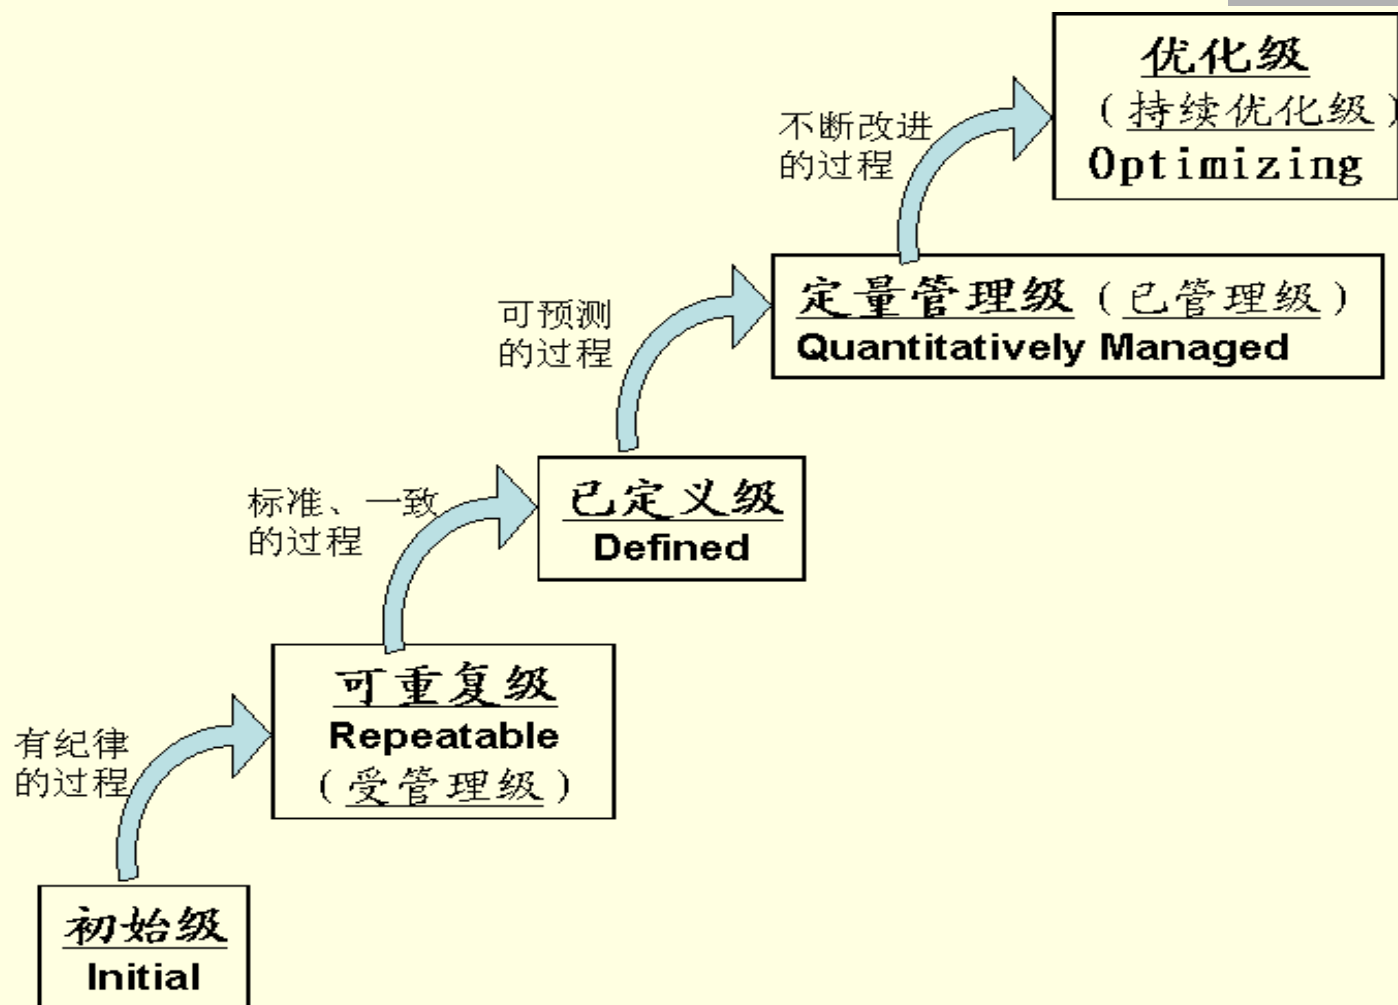 优化级
（持续优化级）
Optimizing
不断改进
的过程
定量管理级（已管理级）
Quantitatively Managed
可预测
的过程
已定义级
Defined
标准、一致
的过程
可重复级
Repeatable
（受管理级）
有纪律
的过程
初始级
Initial